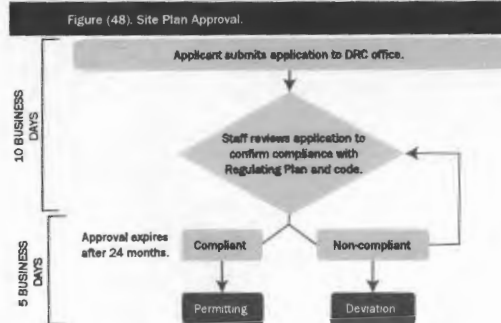 Figure (48). Site Plan Approval.
Applicant submits application to DRC office.
10 BUSINESS
DAYS
Staff reviews application to
confirm compliance with
Regulating Plan and code.
5 BUSINESS
DAYS
Approval expires
after 24 months.
Compliant
Non-compliant
Permitting
Deviation